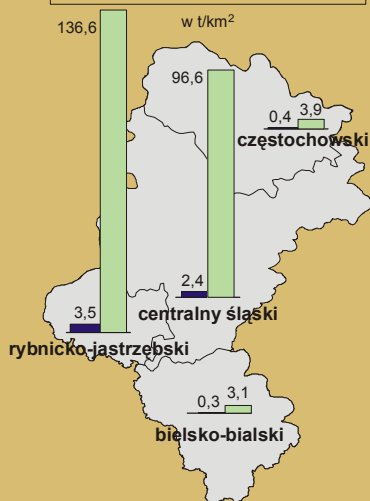 w t/km²
136,6
96,6
0,4 3,9
częstochowski
2,4
centralny śląski
3,5
rybnicko-jastrzębski
0,3 3,1
bielsko-bialski